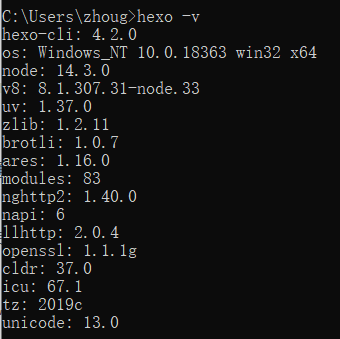 C:\Users\zhoug>hexo -v
hexo-cli: 4.2.0
os: Windows_NT 10.0.18363 win32 x64
node: 14.3.0
v8: 8.1.307.31-node.33
uv: 1.37.0
zlib: 1.2.11
brotli: 1.0.7
ares: 1.16.0
modules: 83
nghttp2: 1.40.0
napi: 6
llhttp: 2.0.4
openssl: 1.1.1g
cldr: 37.0
icu: 67.1
tz: 2019c
unicode: 13.0